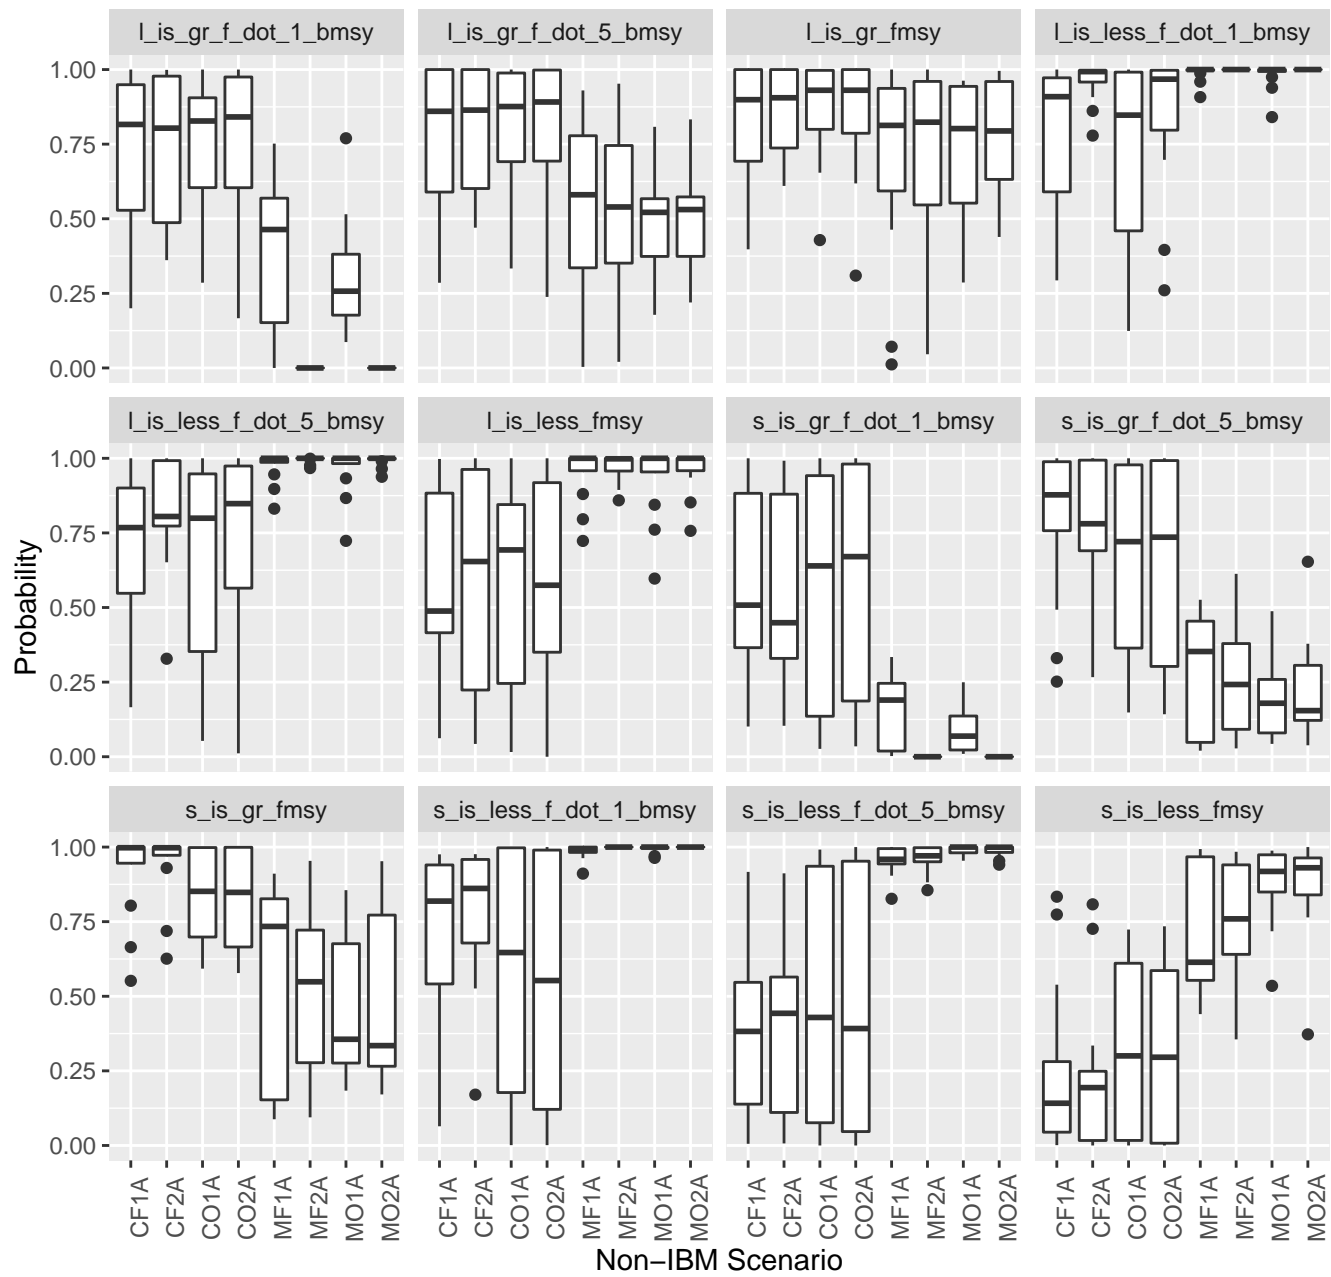 l_is_gr_f_dot_1_bmsy
l_is_gr_f_dot_5_bmsy
l_is_gr_fmsy
l_is_less_f_dot_1_bmsy
1.00
0.75
0.50
0.25
0.00
l_is_less_f_dot_5_bmsy
l_is_less_fmsy
s_is_gr_f_dot_1_bmsy
s_is_gr_f_dot_5_bmsy
1.00
0.75
0.50
0.25
0.00
Probability
s_is_gr_fmsy
s_is_less_f_dot_1_bmsy
s_is_less_f_dot_5_bmsy
s_is_less_fmsy
1.00
0.75
0.50
0.25
0.00
CF1A
CF2A
CO1A
CO2A
MF1A
MF2A
MO1A
MO2A
CF1A
CF2A
CO1A
CO2A
MF1A
MF2A
MO1A
MO2A
CF1A
CF2A
CO1A
CO2A
MF1A
MF2A
MO1A
MO2A
CF1A
CF2A
CO1A
CO2A
MF1A
MF2A
MO1A
MO2A
Non−IBM Scenario